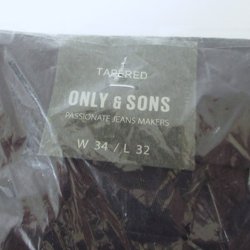 TAPERED
ONLY & SONS
PASSIONATE JEANS MAKERS
W 34 / L 32